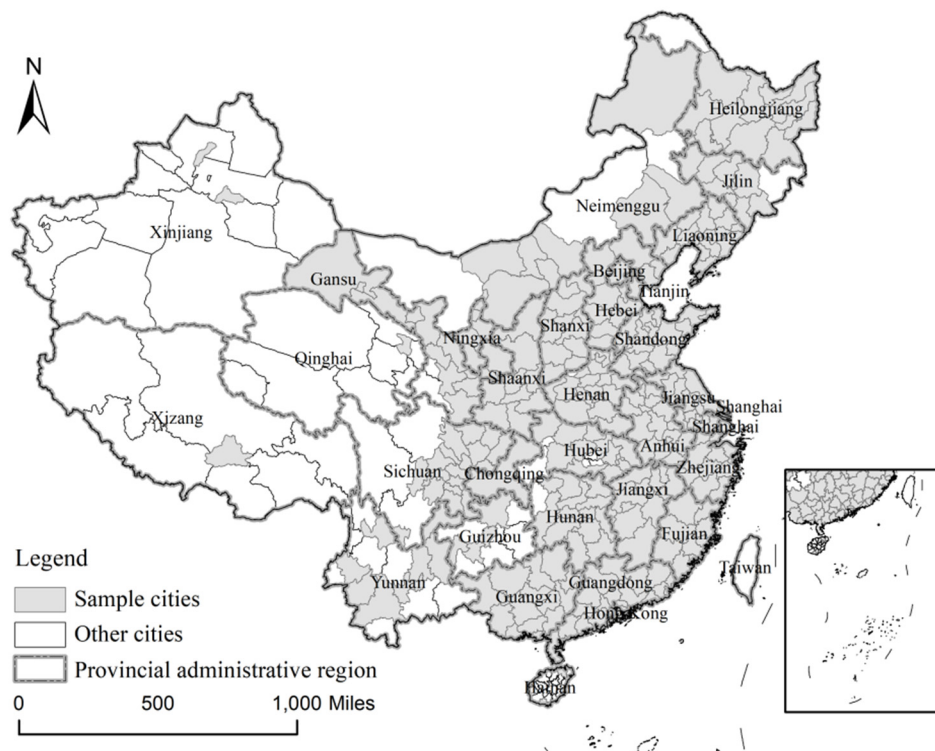 N
Heilongjiang
Jilin
Neimenggu
Liaoning
Xinjiang
Beijing
Gansu
Tianjin
Hebei
Shanxi
Ningxia
Shandong
Qinghai
Shaanxi
Henan
Jiangsu
Shanghai
Xizang
Shanghai
Hubei
Anhui
Sichuan
Chongqing
Zhejiang
Jiangxi
Hunan
Guizhou
Fujian
Taiwan
Yunnan
Guangdong
Guangxi
Hong Kong
Hainan
Legend
Sample cities
Other cities
Provincial administrative region
0 500 1,000 Miles